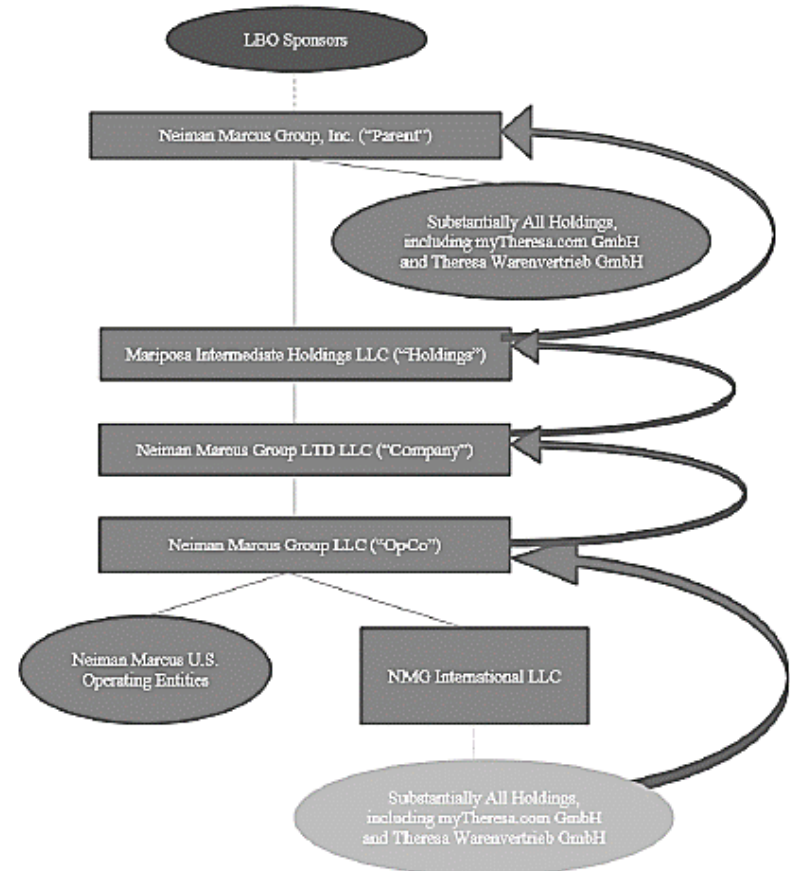 LBO Sponsors
Neiman Marcus Group, Inc. ("Parent")
Substantially All Holdings,
including myTheresa.com GmbH
and Theresa Warenvertrieb GmbH
Mariposa Intermediate Holdings LLC ("Holdings")
Neiman Marcus Group LTD LLC ("Company")
Neiman Marcus Group LLC ("OpCo")
Neiman Marcus U.S.
Operating Entities
NMG International LLC
Substantially All Holdings,
including myTheresa.com GmbH
and Theresa Warenvertrieb GmbH